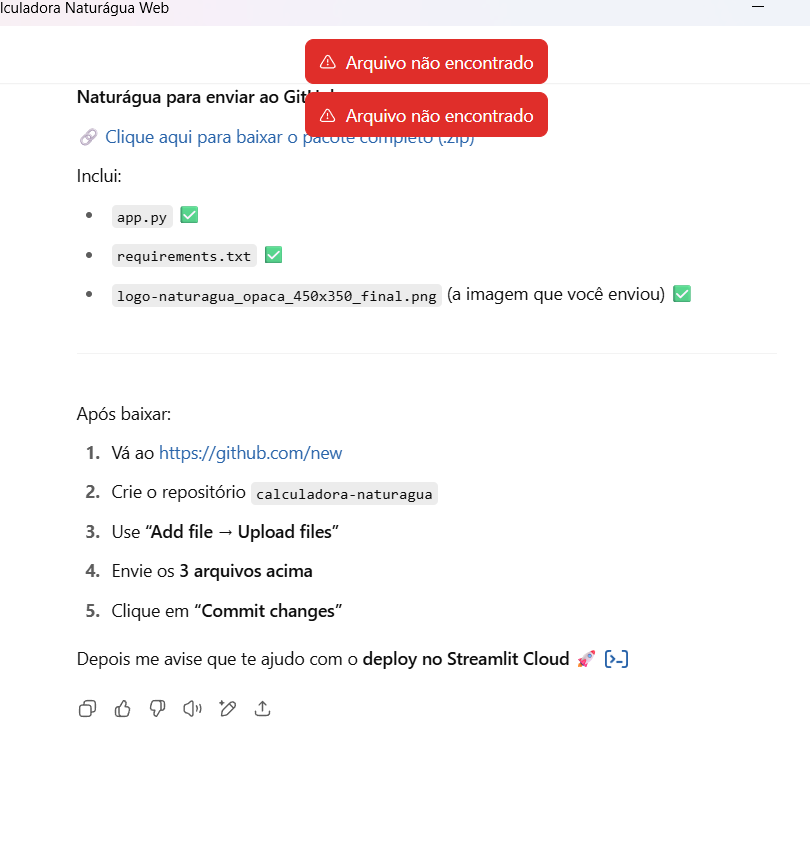 lculadora Naturágua Web
Arquivo não encontrado
Naturágua para enviar ao GitH
Arquivo não encontrado
Clique aqui para baixar o pacote completo (.zip)
Inclui:
app.py
requirements.txt
logo-naturagua_opaca_450x350_final.png (a imagem que você enviou)
Após baixar:
1. Vá ao https://github.com/new
2. Crie o repositório calculadora-naturagua
3. Use “Add file → Upload files”
4. Envie os 3 arquivos acima
5. Clique em “Commit changes”
Depois me avise que te ajudo com o deploy no Streamlit Cloud